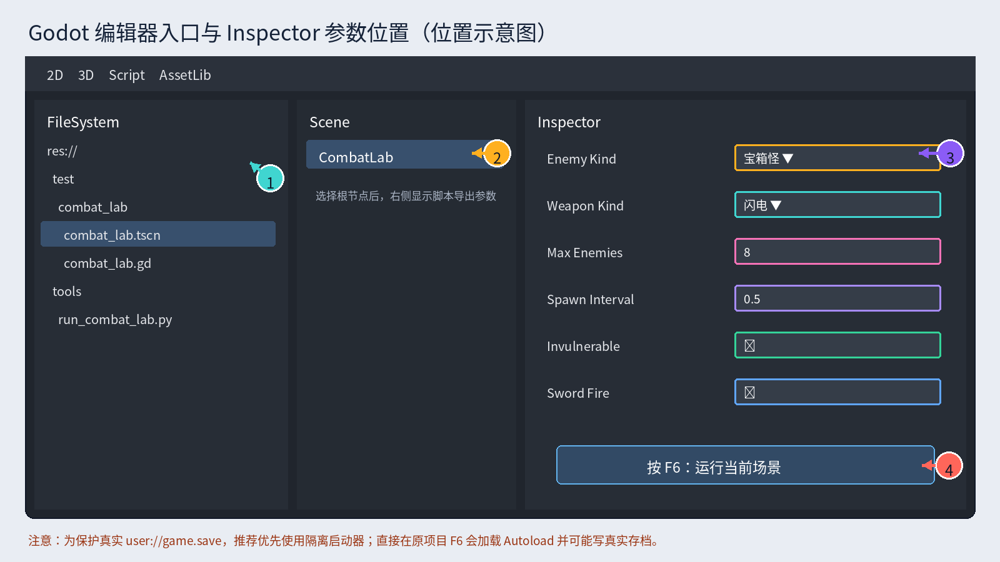 Godot 编辑器入口与 Inspector 参数位置（位置示意图）
2D 3D Script AssetLib
FileSystem
res://
test
combat_lab
combat_lab.tscn
combat_lab.gd
tools
run_combat_lab.py
1
Scene
CombatLab
2
选择根节点后，右侧显示脚本导出参数
Inspector
Enemy Kind 宝箱怪 ▼
3
Weapon Kind 闪电 ▼
Max Enemies 8
Spawn Interval 0.5
Invulnerable
Sword Fire
按 F6：运行当前场景
4
注意：为保护真实 user://game.save，推荐优先使用隔离启动器；直接在原项目 F6 会加载 Autoload 并可能写真实存档。